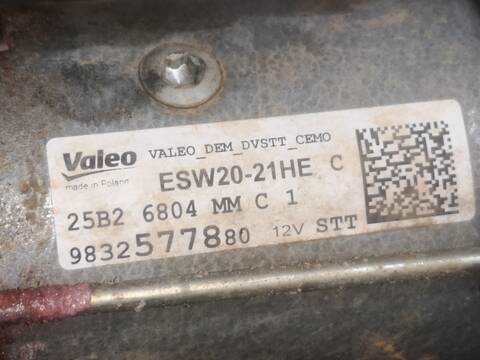 Valeo VALEO_DEM_DVSTT_CEMO
made in Poland ESW20-21HE C
25B2 6804 MM C 1
9832577880 12V STT